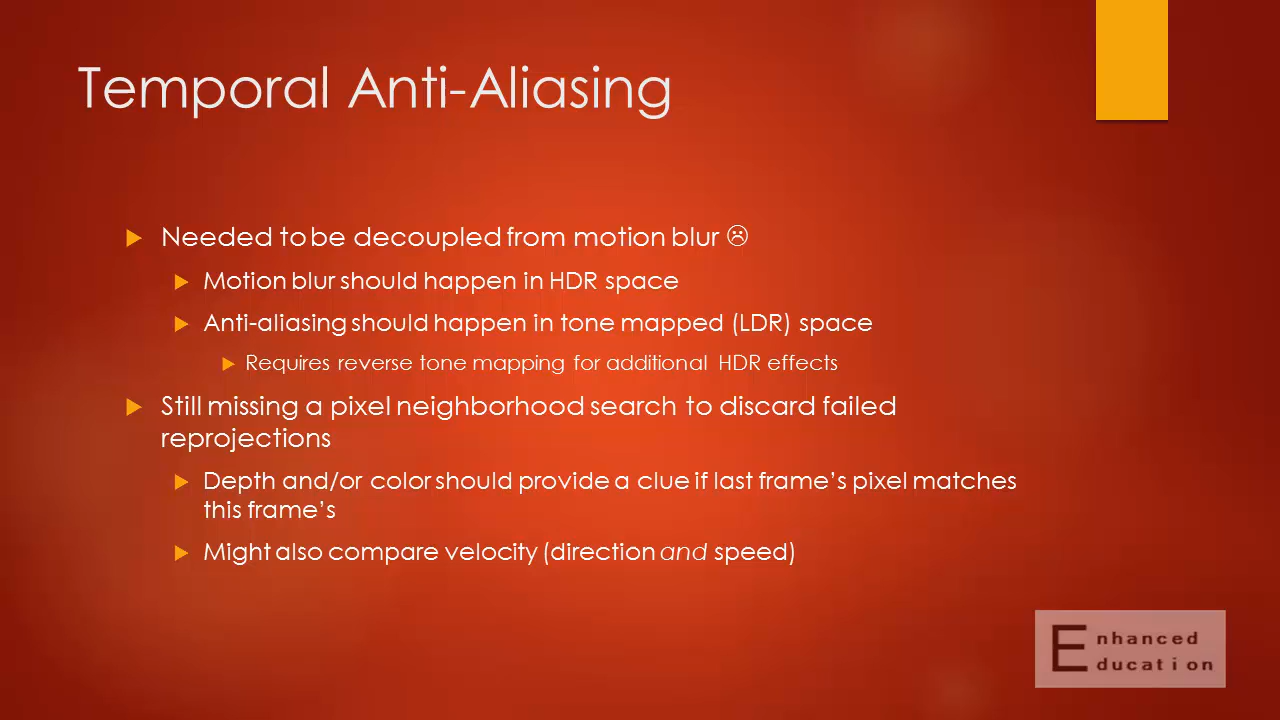 Temporal Anti-Aliasing
Needed to be decoupled from motion blur ☹
Motion blur should happen in HDR space
Anti-aliasing should happen in tone mapped (LDR) space
Requires reverse tone mapping for additional HDR effects
Still missing a pixel neighborhood search to discard failed
reprojections
Depth and/or color should provide a clue if last frame’s pixel matches
this frame’s
Might also compare velocity (direction and speed)
Enhanced
Education